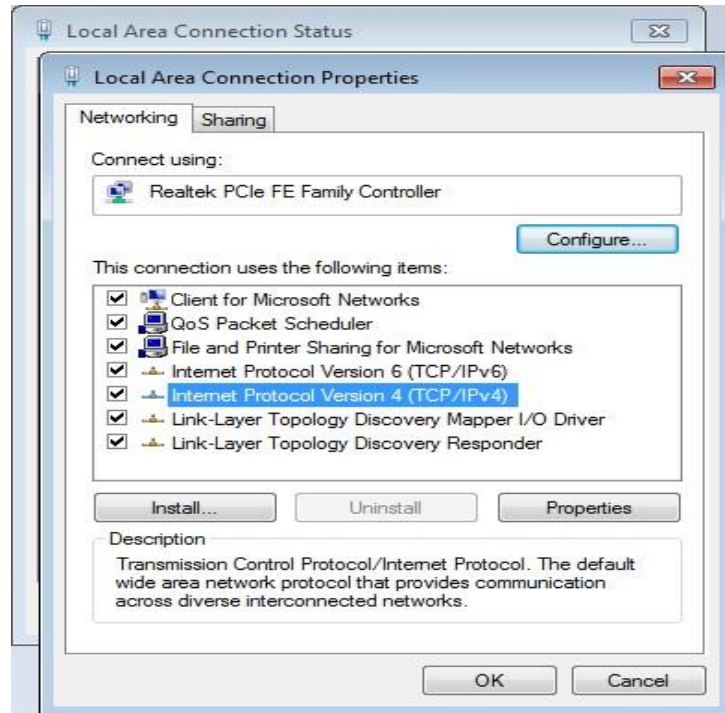 Local Area Connection Status
Local Area Connection Properties
Networking
Sharing
Connect using:
Realtek PCIe FE Family Controller
Configure...
This connection uses the following items:
Client for Microsoft Networks
QoS Packet Scheduler
File and Printer Sharing for Microsoft Networks
Internet Protocol Version 6 (TCP/IPv6)
Internet Protocol Version 4 (TCP/IPv4)
Link-Layer Topology Discovery Mapper I/O Driver
Link-Layer Topology Discovery Responder
Install...
Uninstall
Properties
Description
Transmission Control Protocol/Internet Protocol. The default
wide area network protocol that provides communication
across diverse interconnected networks.
OK
Cancel